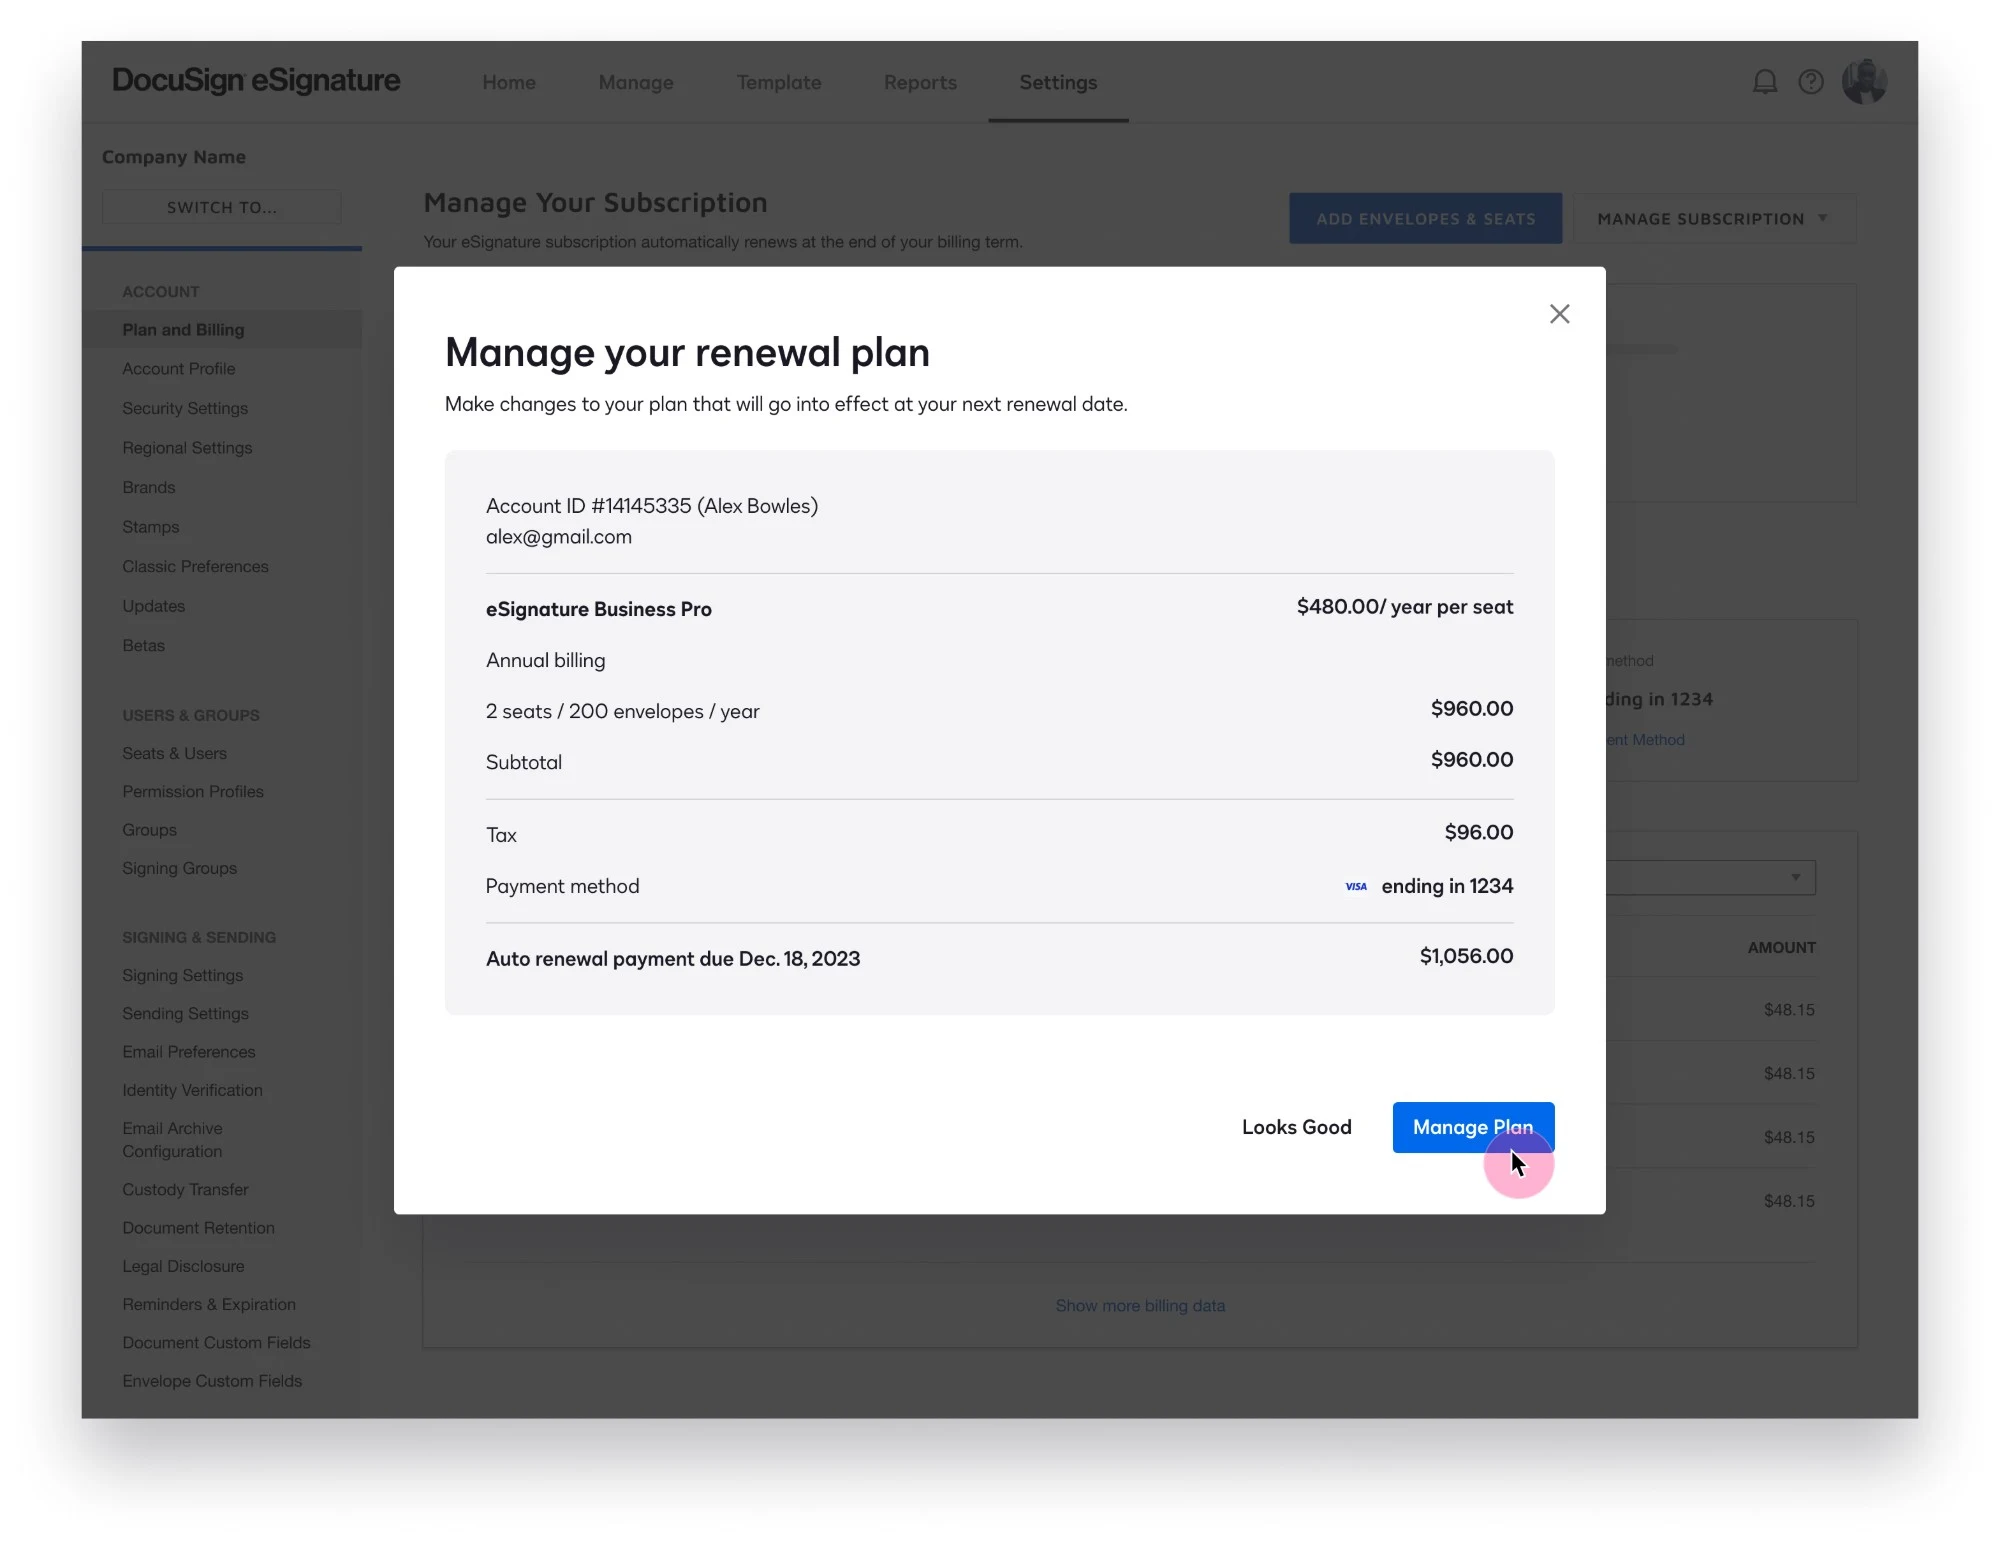 DocuSign eSignature
Home
Manage
Template
Reports
Settings
Company Name
SWITCH TO...
ACCOUNT
Plan and Billing
Account Profile
Security Settings
Regional Settings
Brands
Stamps
Classic Preferences
Updates
Betas
USERS & GROUPS
Seats & Users
Permission Profiles
Groups
Signing Groups
SIGNING & SENDING
Signing Settings
Sending Settings
Email Preferences
Identity Verification
Email Archive
Configuration
Custody Transfer
Document Retention
Legal Disclosure
Reminders & Expiration
Document Custom Fields
Envelope Custom Fields
Manage Your Subscription
Your eSignature subscription automatically renews at the end of your billing term.
ADD ENVELOPES & SEATS
MANAGE SUBSCRIPTION
Manage your renewal plan
Make changes to your plan that will go into effect at your next renewal date.
Account ID #14145335 (Alex Bowles)
alex@gmail.com
eSignature Business Pro
$480.00/ year per seat
Annual billing
2 seats / 200 envelopes / year
$960.00
Subtotal
$960.00
Tax
$96.00
Payment method
VISA ending in 1234
Auto renewal payment due Dec. 18, 2023
$1,056.00
Looks Good
Manage Plan
in 1234
Method
AMOUNT
$48.15
$48.15
$48.15
$48.15
Show more billing data